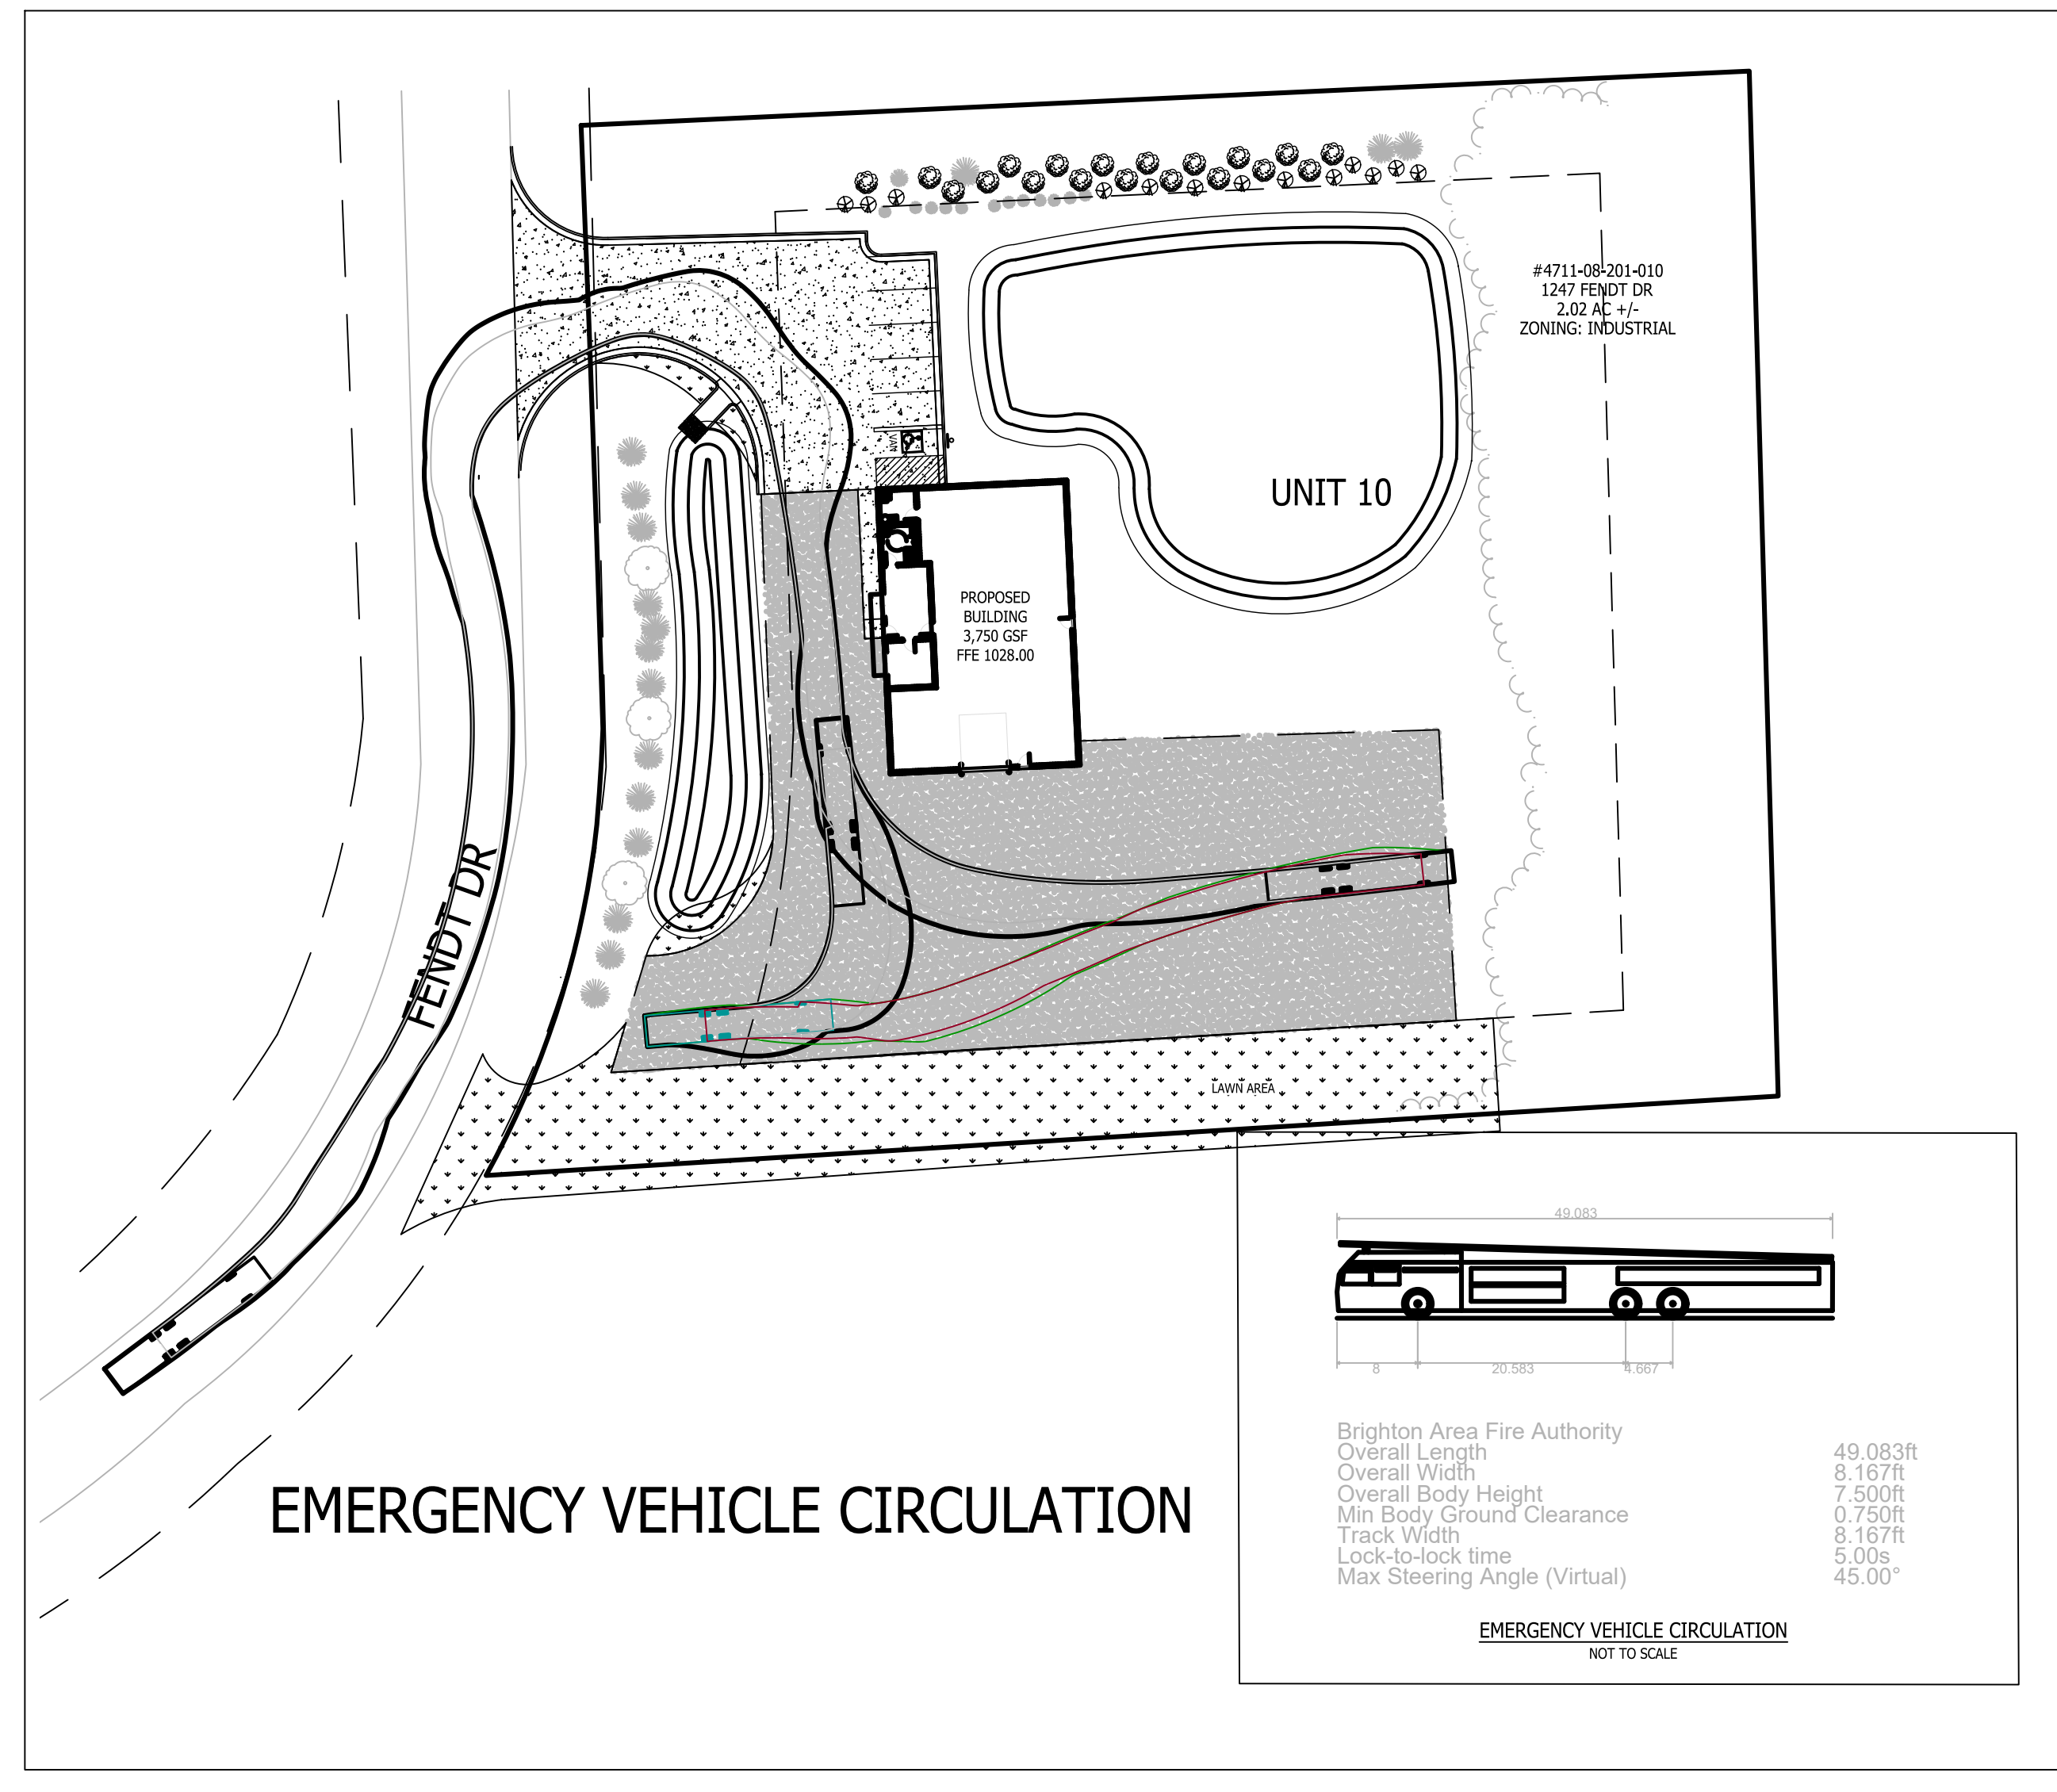 #4711-08-201-010
1247 FENDT DR
2.02 AC +/-
ZONING: INDUSTRIAL
VAN
UNIT 10
PROPOSED
BUILDING
3,750 GSF
FFE 1028.00
FENDT DR
LAWN AREA
49.083
8
20.583
4.667
Brighton Area Fire Authority
Overall Length 49.083ft
Overall Width 8.167ft
Overall Body Height 7.500ft
Min Body Ground Clearance 0.750ft
Track Width 8.167ft
Lock-to-lock time 5.00s
Max Steering Angle (Virtual) 45.00°
EMERGENCY VEHICLE CIRCULATION
NOT TO SCALE
EMERGENCY VEHICLE CIRCULATION